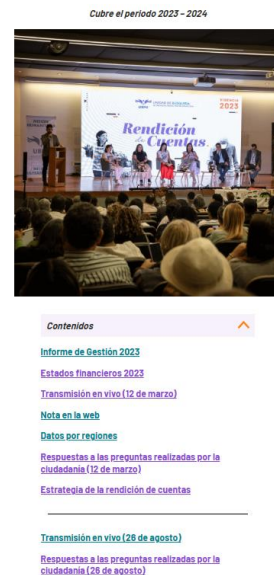 Cubre el periodo 2023 – 2024
Rendición
de Cuentas
2023
Contenidos
Informe de Gestión 2023
Estados financieros 2023
Transmisión en vivo (12 de marzo)
Nota en la web
Datos por regiones
Respuestas a las preguntas realizadas por la
ciudadanía (12 de marzo)
Estrategia de la rendición de cuentas
Transmisión en vivo (26 de agosto)
Respuestas a las preguntas realizadas por la
ciudadanía (26 de agosto)